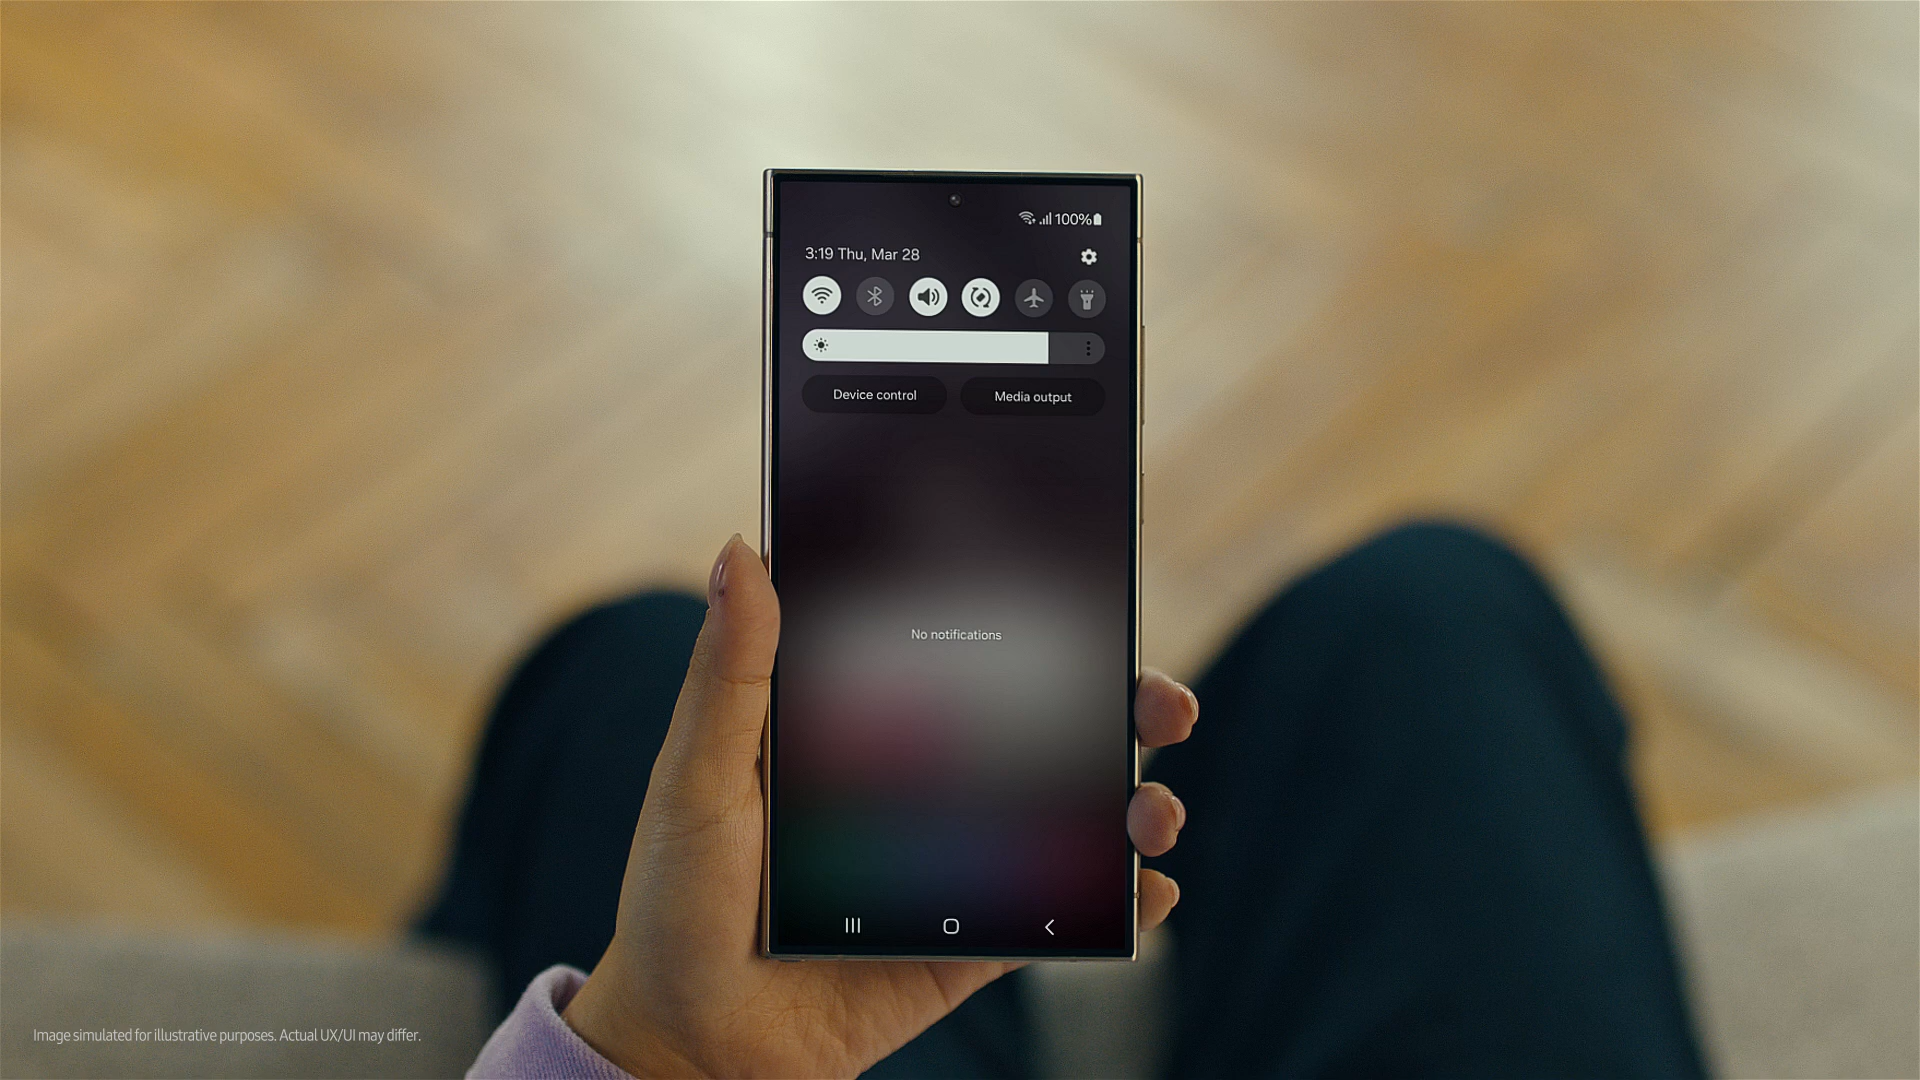 100%
3:19 Thu, Mar 28
Device control
Media output
No notifications
Image simulated for illustrative purposes. Actual UX/UI may differ.